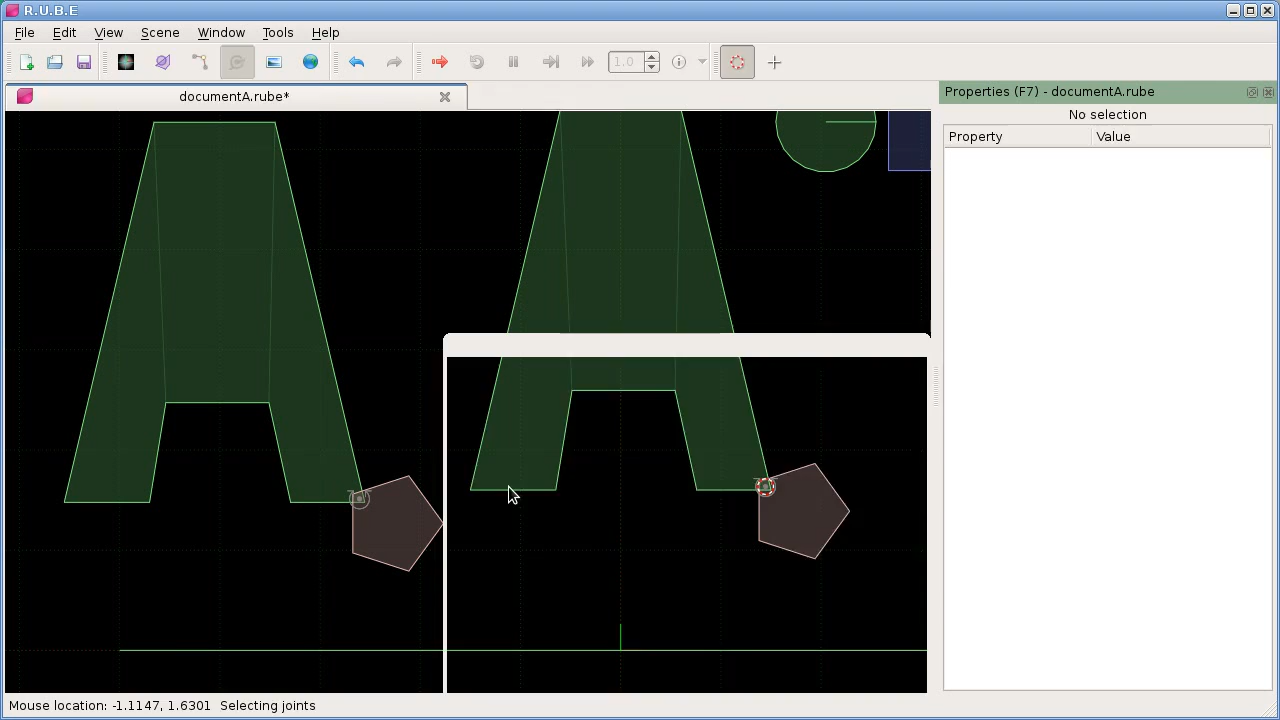 R.U.B.E
File Edit View Scene Window Tools Help
1.0
documentA.rube*
Properties (F7) - documentA.rube
No selection
Property Value
Mouse location: -1.1147, 1.6301 Selecting joints